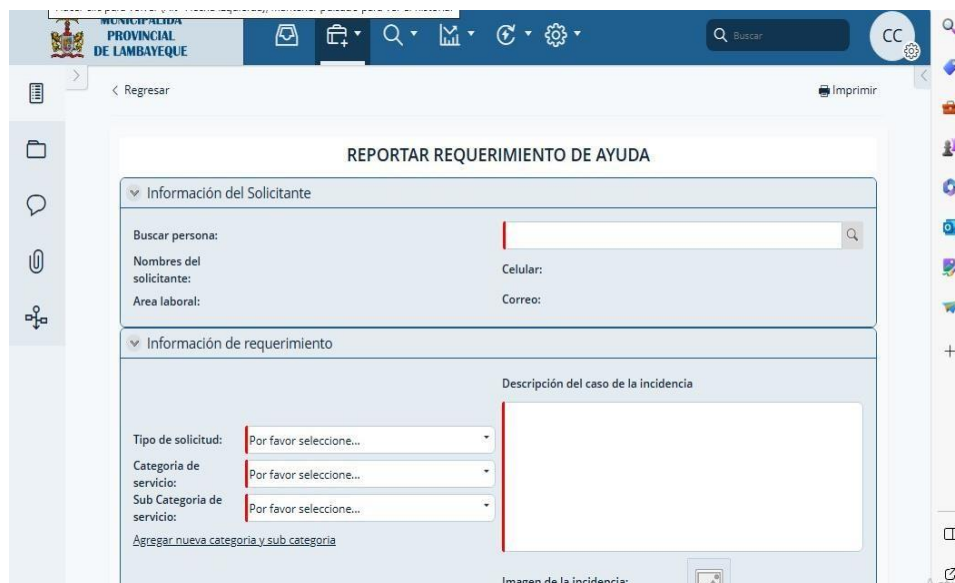 MUNICIPALIDA
PROVINCIAL
DE LAMBAYEQUE
Buscar
CC
Regresar
Imprimir
REPORTAR REQUERIMIENTO DE AYUDA
Información del Solicitante
Buscar persona:
Nombres del
solicitante:
Celular:
Area laboral:
Correo:
Información de requerimiento
Descripción del caso de la incidencia
Tipo de solicitud:
Por favor seleccione...
Categoria de
servicio:
Por favor seleccione...
Sub Categoria de
servicio:
Por favor seleccione...
Agregar nueva categoria y sub categoria
Imagen de la incidencia: